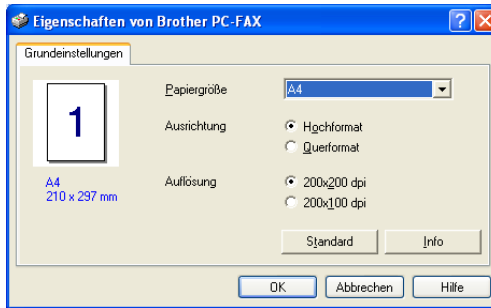 Eigenschaften von Brother PC-FAX
Grundeinstellungen
1
A4
210 x 297 mm
Papiergröße
A4
Ausrichtung
Hochformat
Querformat
Auflösung
200x200 dpi
200x100 dpi
Standard
Info
OK
Abbrechen
Hilfe